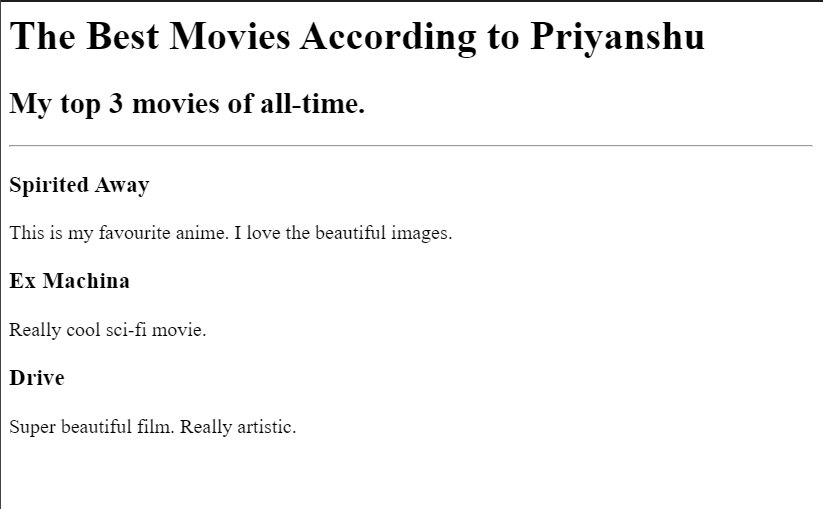 The Best Movies According to Priyanshu
My top 3 movies of all-time.
Spirited Away
This is my favourite anime. I love the beautiful images.
Ex Machina
Really cool sci-fi movie.
Drive
Super beautiful film. Really artistic.